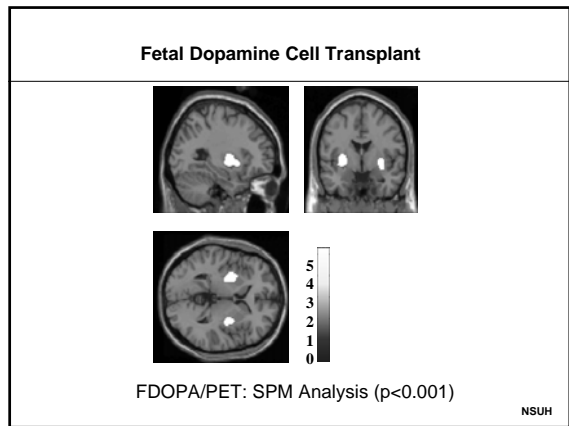 Fetal Dopamine Cell Transplant
5
4
3
2
1
0
FDOPA/PET: SPM Analysis (p<0.001)
NSUH